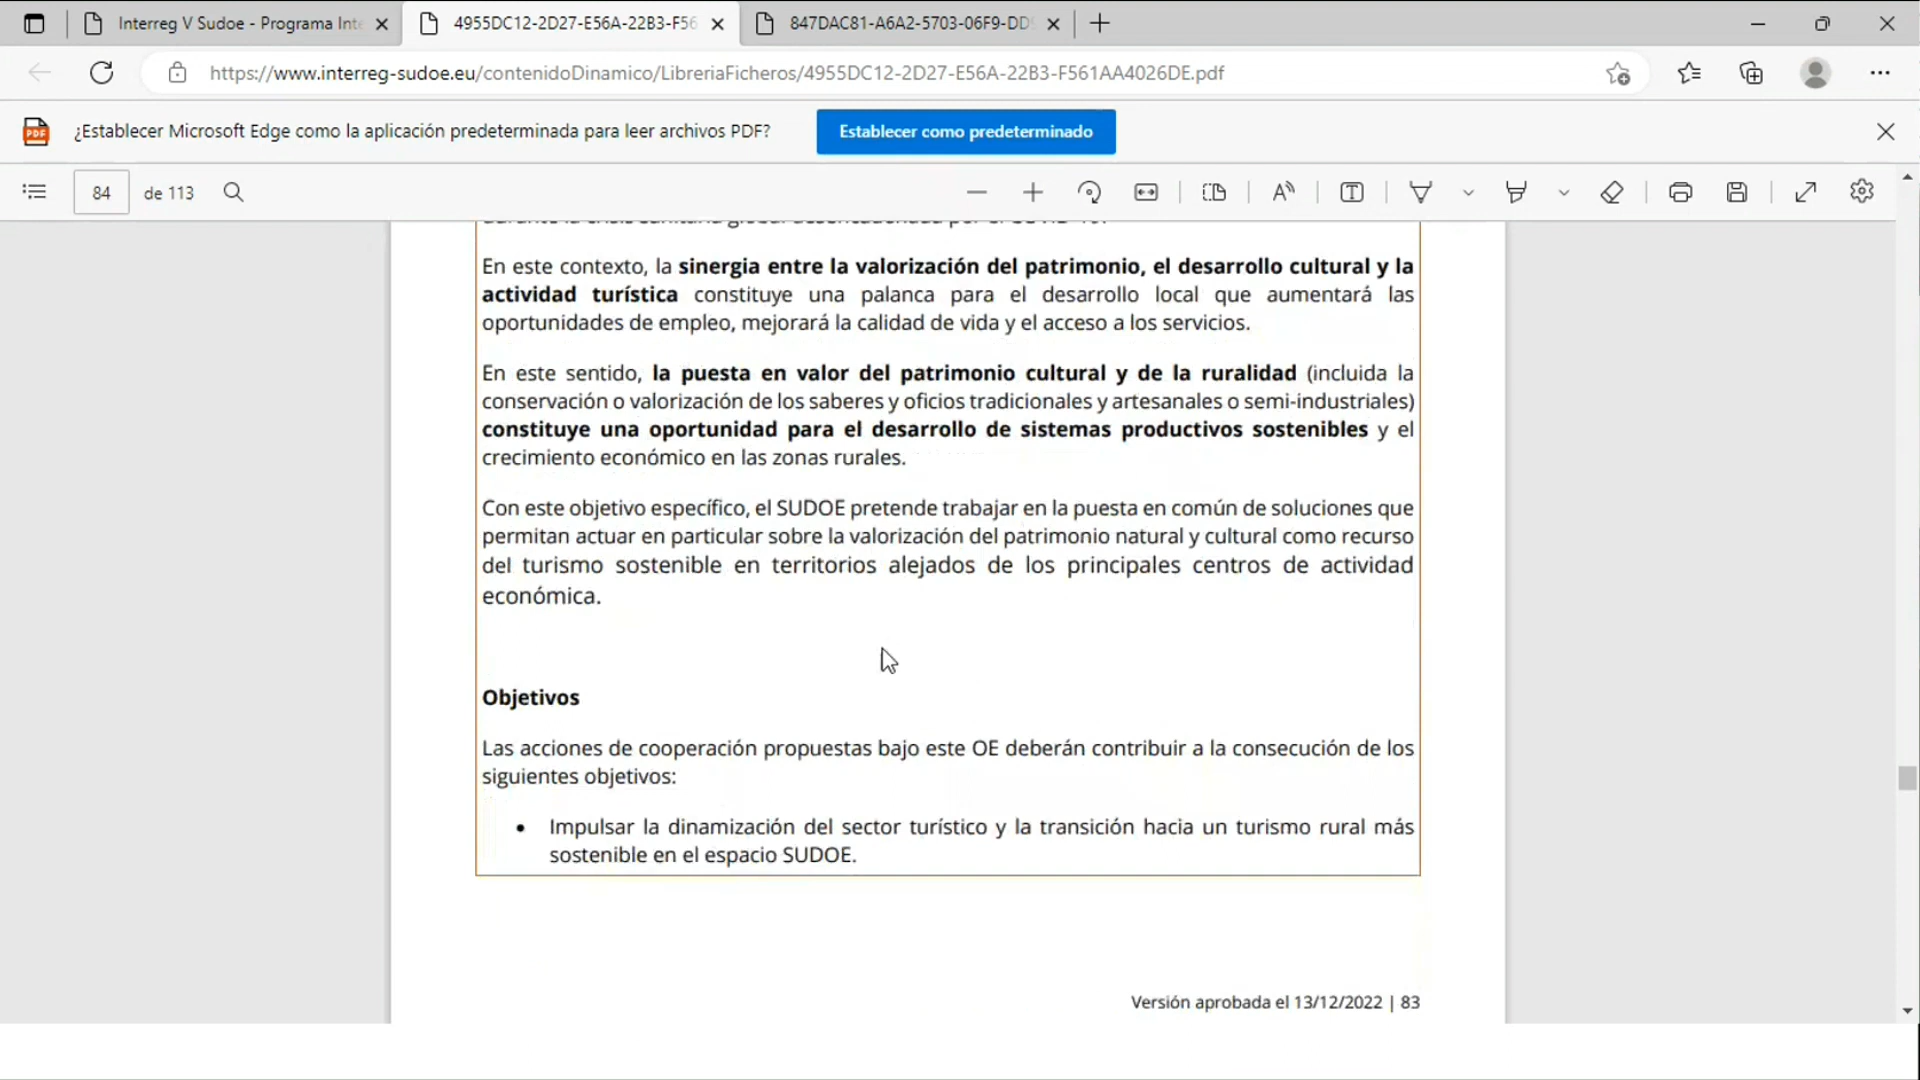 Interreg V Sudoe - Programa Inte
4955DC12-2D27-E56A-22B3-F56
847DAC81-A6A2-5703-06F9-DD
https://www.interreg-sudoe.eu/contenidoDinamico/LibreriaFicheros/4955DC12-2D27-E56A-22B3-F561AA4026DE.pdf
PDF
¿Establecer Microsoft Edge como la aplicación predeterminada para leer archivos PDF?
Establecer como predeterminado
84 de 113
En este contexto, la sinergia entre la valorización del patrimonio, el desarrollo cultural y la
actividad turística constituye una palanca para el desarrollo local que aumentará las
oportunidades de empleo, mejorará la calidad de vida y el acceso a los servicios.
En este sentido, la puesta en valor del patrimonio cultural y de la ruralidad (incluida la
conservación o valorización de los saberes y oficios tradicionales y artesanales o semi-industriales)
constituye una oportunidad para el desarrollo de sistemas productivos sostenibles y el
crecimiento económico en las zonas rurales.
Con este objetivo específico, el SUDOE pretende trabajar en la puesta en común de soluciones que
permitan actuar en particular sobre la valorización del patrimonio natural y cultural como recurso
del turismo sostenible en territorios alejados de los principales centros de actividad
económica.
Objetivos
Las acciones de cooperación propuestas bajo este OE deberán contribuir a la consecución de los
siguientes objetivos:
• Impulsar la dinamización del sector turístico y la transición hacia un turismo rural más
sostenible en el espacio SUDOE.
Versión aprobada el 13/12/2022 | 83